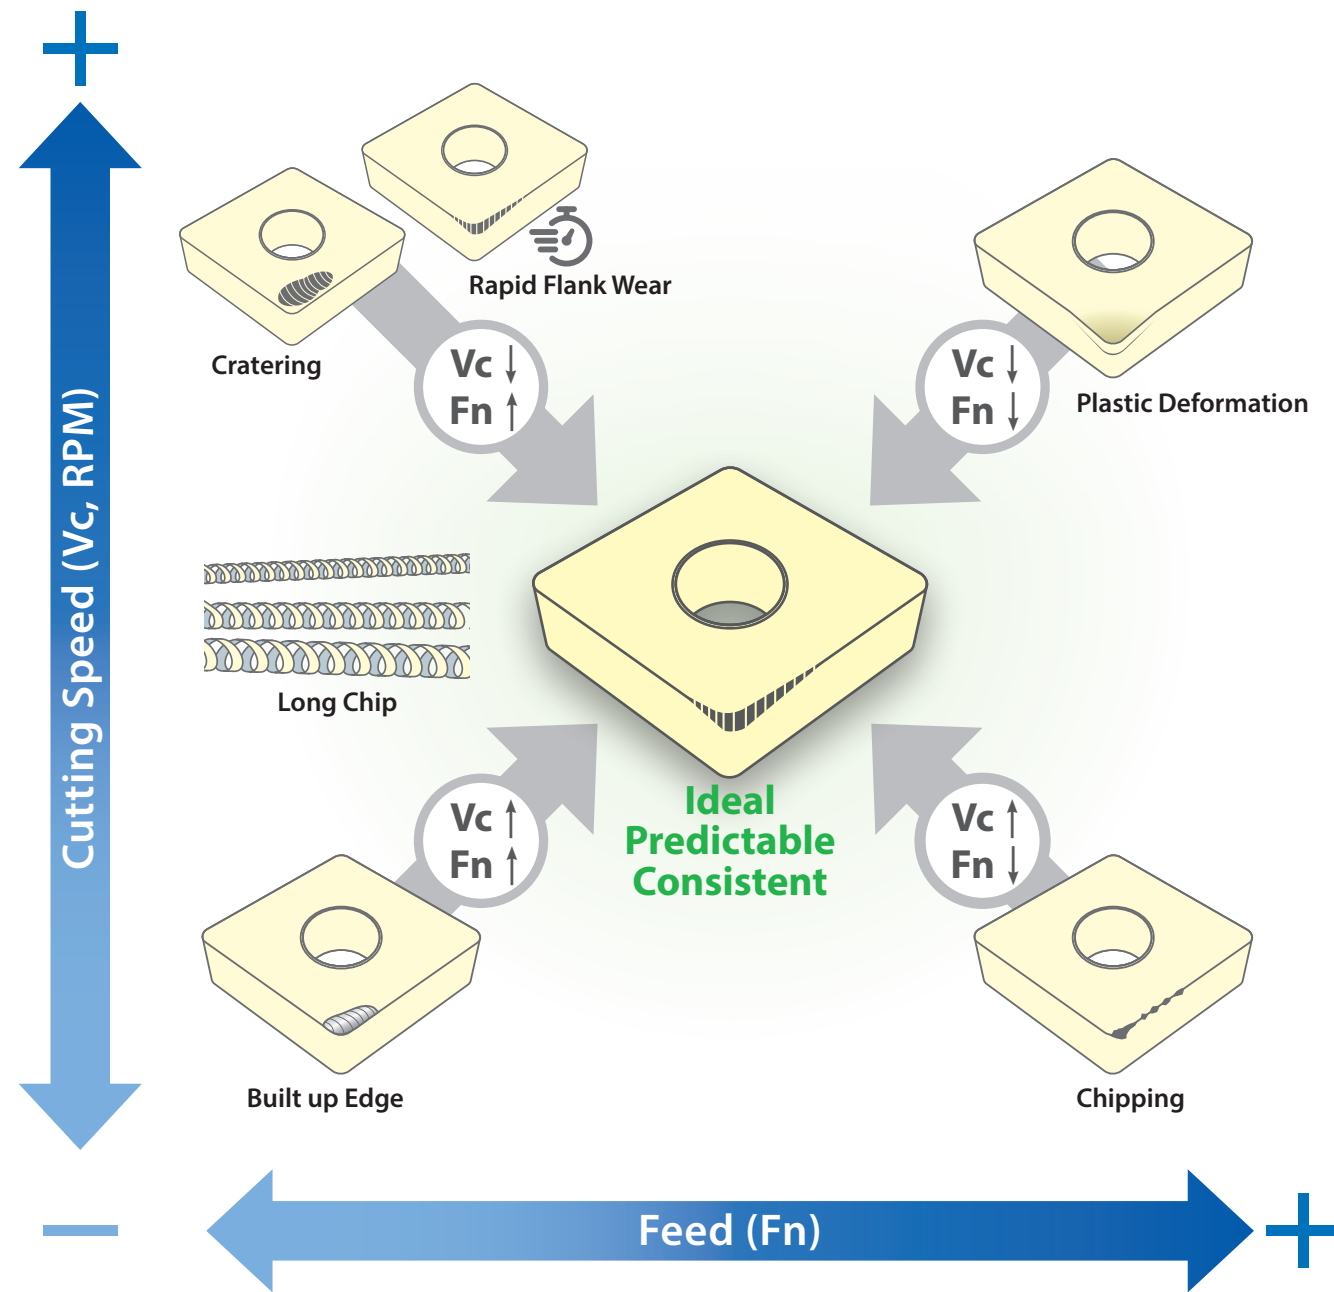 +
Rapid Flank Wear
Cratering
Vc ↓
Fn ↑
Vc ↓
Fn ↓
Plastic Deformation
Cutting Speed (Vc, RPM)
Long Chip
Ideal
Predictable
Consistent
Vc ↑
Fn ↑
Vc ↑
Fn ↓
Built up Edge
Chipping
−
Feed (Fn)
+